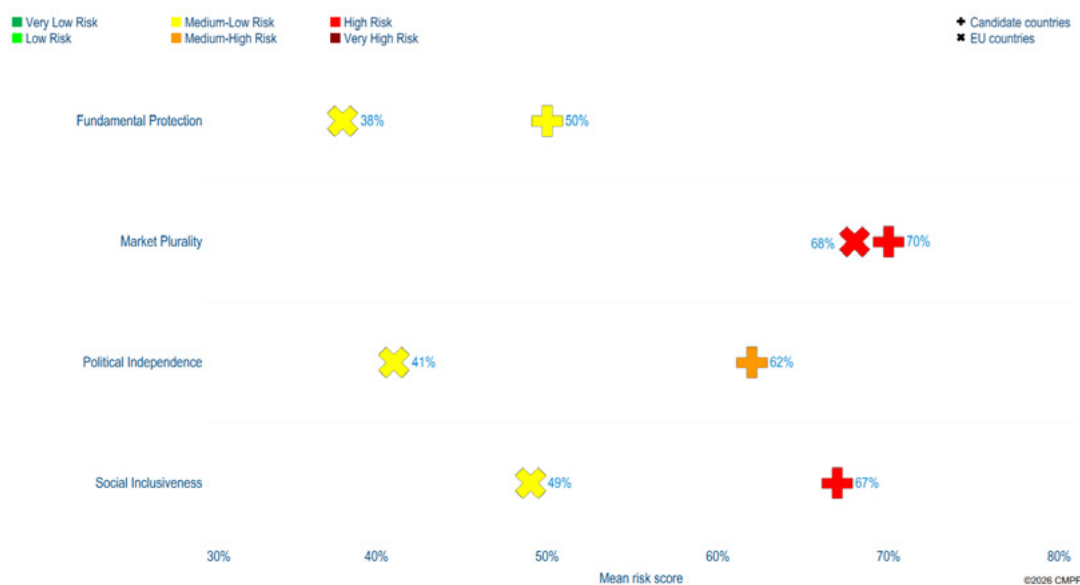 Very Low Risk
Medium-Low Risk
High Risk
Candidate countries
Low Risk
Medium-High Risk
Very High Risk
EU countries
Fundamental Protection
38%
50%
Market Plurality
68%
70%
Political Independence
41%
62%
Social Inclusiveness
49%
67%
30%
40%
50%
60%
70%
80%
Mean risk score
©2026 CMPF